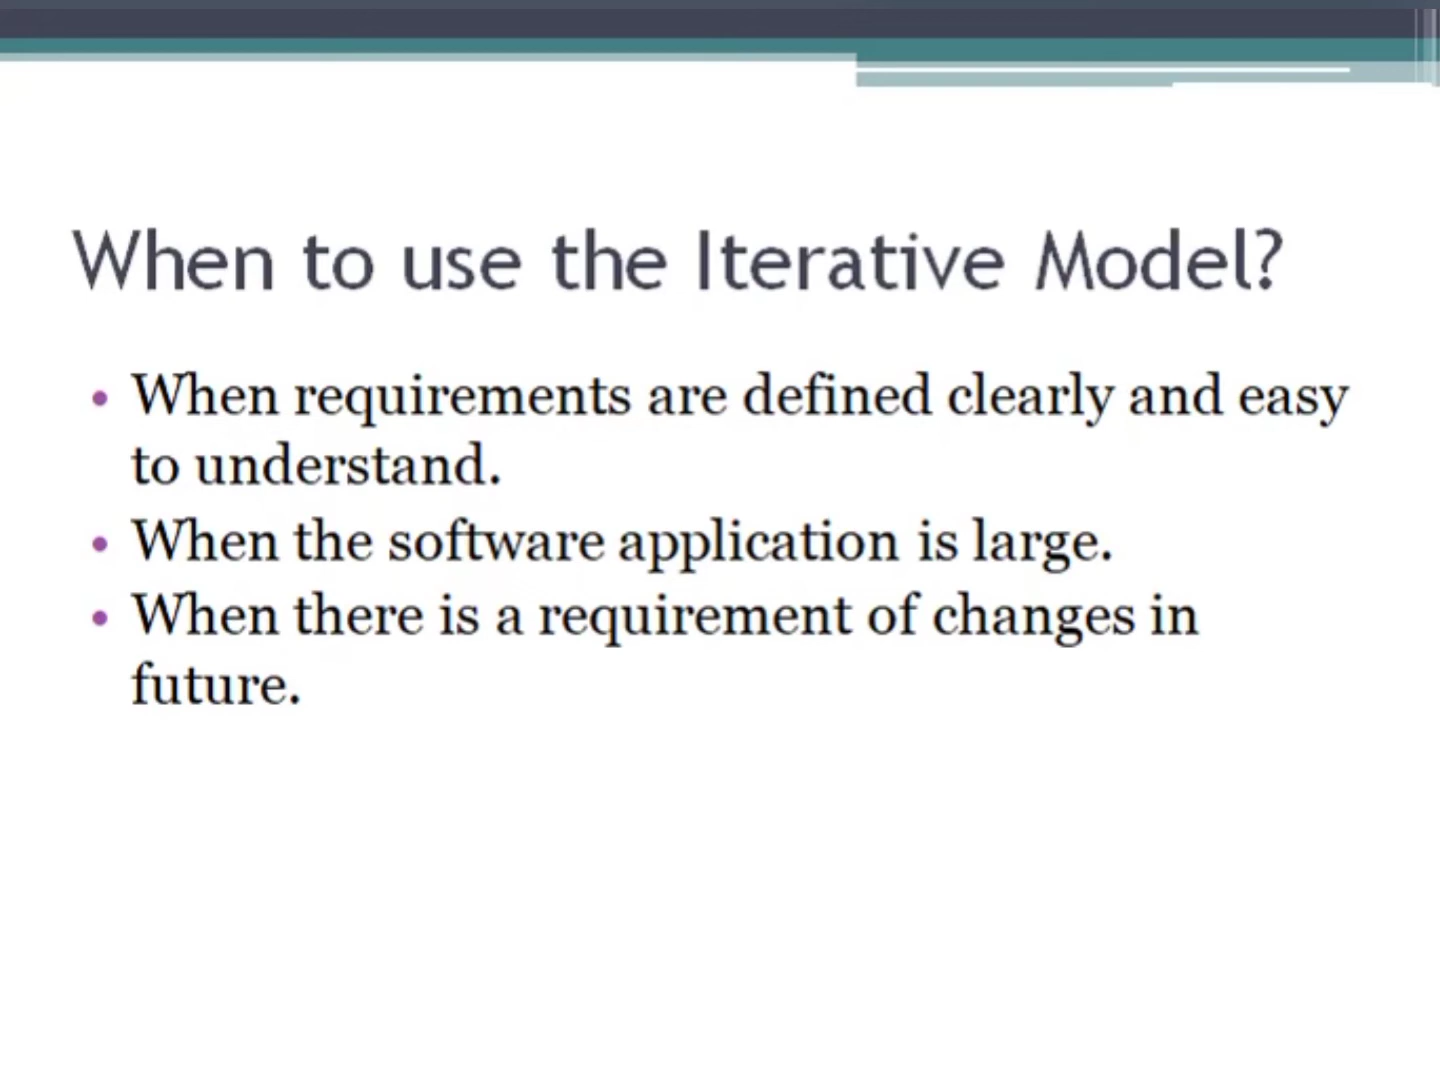 When to use the Iterative Model?
• When requirements are defined clearly and easy
to understand.
• When the software application is large.
• When there is a requirement of changes in
future.